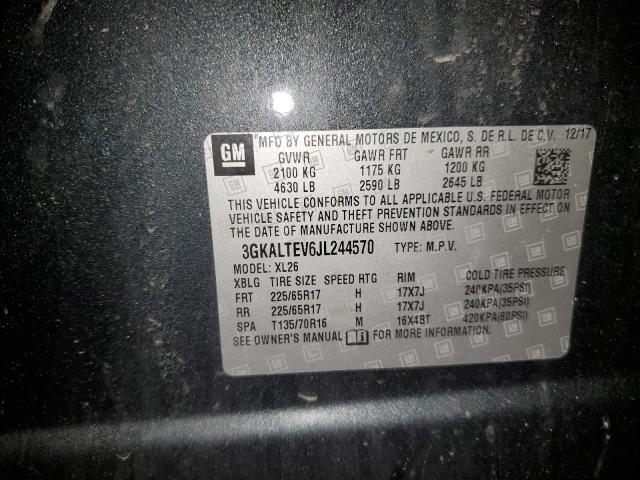 GM
MFD BY GENERAL MOTORS DE MEXICO, S. DE R.L. DE C.V. 12/17
GVWR GAWR FRT GAWR RR
2100 KG 1175 KG 1200 KG
4630 LB 2590 LB 2645 LB
THIS VEHICLE CONFORMS TO ALL APPLICABLE U.S. FEDERAL MOTOR
VEHICLE SAFETY AND THEFT PREVENTION STANDARDS IN EFFECT ON
THE DATE OF MANUFACTURE SHOWN ABOVE.
3GKALTEV6JL244570 TYPE: M.P.V.
MODEL: XL26
XBLG TIRE SIZE SPEED RTG RIM COLD TIRE PRESSURE
FRT 225/65R17 H 17X7J 240KPA(35PSI)
RR 225/65R17 H 17X7J 240KPA(35PSI)
SPA T135/70R16 M 16X4BT 420KPA(60PSI)
SEE OWNER'S MANUAL FOR MORE INFORMATION